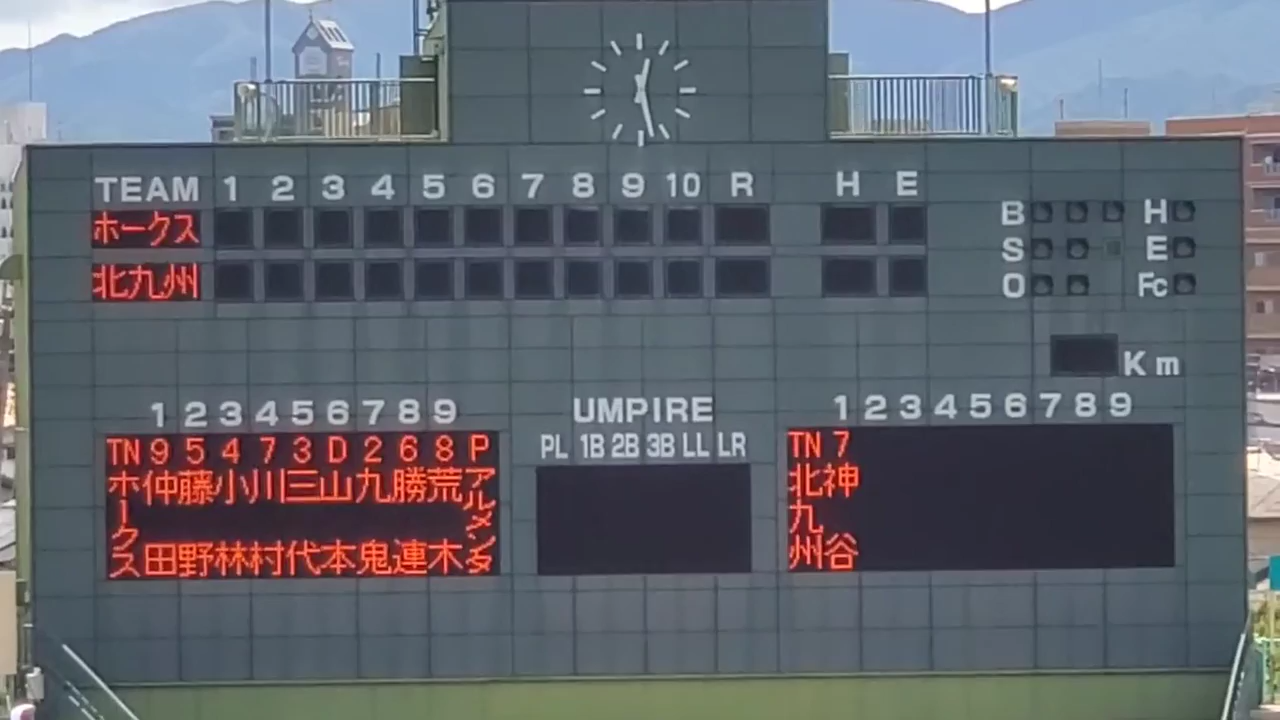 TEAM 1 2 3 4 5 6 7 8 9 10 R H E
ホークス
北九州
B H
S E
O Fc
Km
1 2 3 4 5 6 7 8 9
TN 9 5 4 7 3 D 2 6 8 P
ホークス 仲田 藤野 小林 川村 三代 山本 九鬼 勝連 荒木 アルメンタ
UMPIRE
PL 1B 2B 3B LL LR
1 2 3 4 5 6 7 8 9
TN 7
北九州 神谷